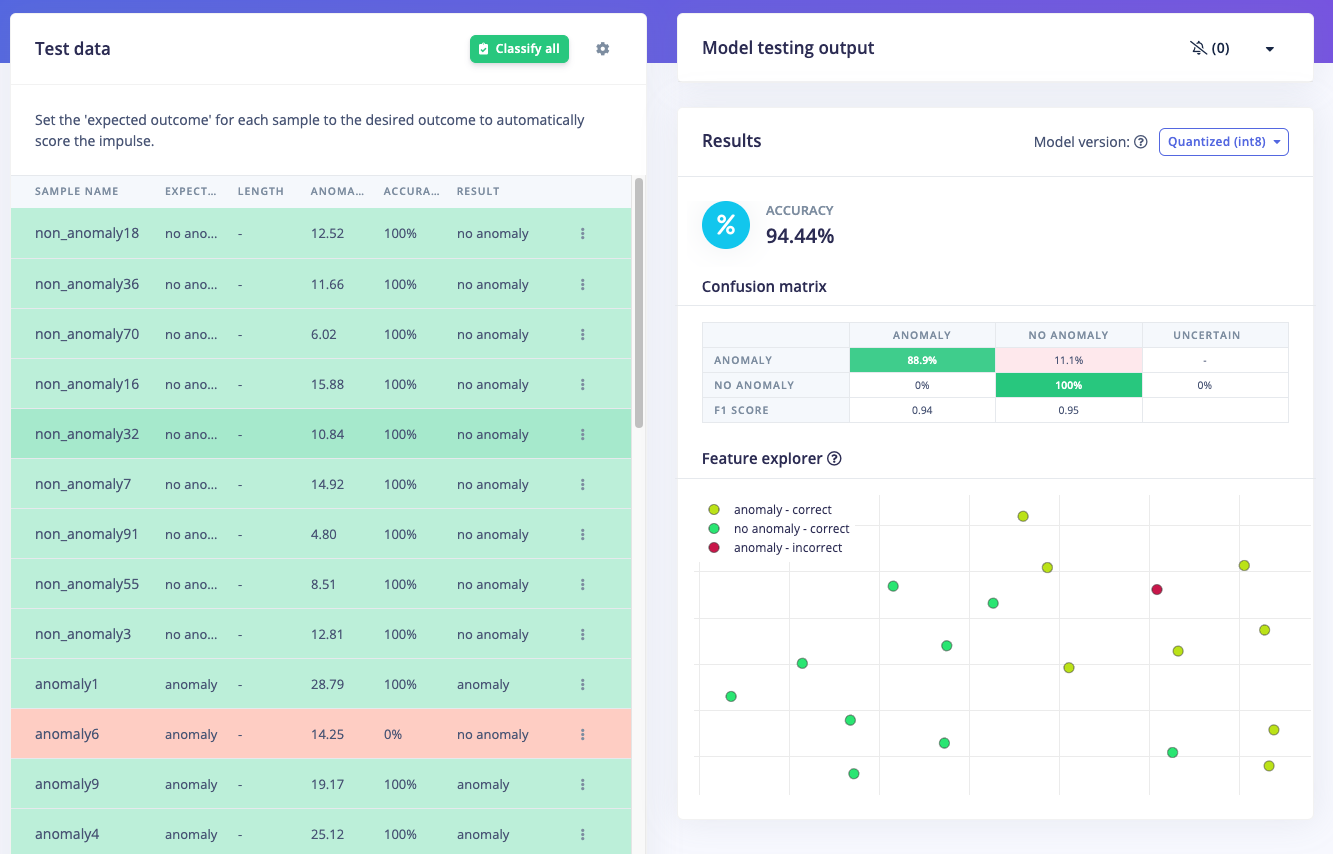 Test data
Classify all
Set the 'expected outcome' for each sample to the desired outcome to automatically
score the impulse.
SAMPLE NAME EXPECT... LENGTH ANOMA... ACCURA... RESULT
non_anomaly18 no ano... - 12.52 100% no anomaly
non_anomaly36 no ano... - 11.66 100% no anomaly
non_anomaly70 no ano... - 6.02 100% no anomaly
non_anomaly16 no ano... - 15.88 100% no anomaly
non_anomaly32 no ano... - 10.84 100% no anomaly
non_anomaly7 no ano... - 14.92 100% no anomaly
non_anomaly91 no ano... - 4.80 100% no anomaly
non_anomaly55 no ano... - 8.51 100% no anomaly
non_anomaly3 no ano... - 12.81 100% no anomaly
anomaly1 anomaly - 28.79 100% anomaly
anomaly6 anomaly - 14.25 0% no anomaly
anomaly9 anomaly - 19.17 100% anomaly
anomaly4 anomaly - 25.12 100% anomaly
Model testing output
(0)
Results
Model version: ? Quantized (int8)
%
ACCURACY
94.44%
Confusion matrix
ANOMALY NO ANOMALY UNCERTAIN
ANOMALY 88.9% 11.1% -
NO ANOMALY 0% 100% 0%
F1 SCORE 0.94 0.95
Feature explorer ?
anomaly - correct
no anomaly - correct
anomaly - incorrect